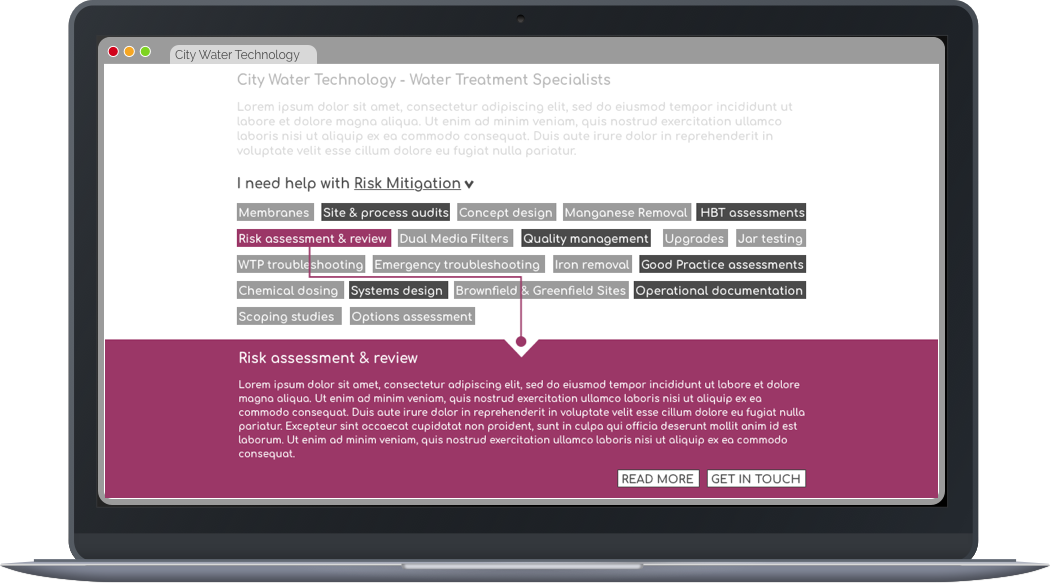 City Water Technology
City Water Technology - Water Treatment Specialists
Lorem ipsum dolor sit amet, consectetur adipiscing elit, sed do eiusmod tempor incididunt ut
labore et dolore magna aliqua. Ut enim ad minim veniam, quis nostrud exercitation ullamco
laboris nisi ut aliquip ex ea commodo consequat. Duis aute irure dolor in reprehenderit in
voluptate velit esse cillum dolore eu fugiat nulla pariatur.
I need help with Risk Mitigation
Membranes Site & process audits Concept design Manganese Removal HBT assessments
Risk assessment & review Dual Media Filters Quality management Upgrades Jar testing
WTP troubleshooting Emergency troubleshooting Iron removal Good Practice assessments
Chemical dosing Systems design Brownfield & Greenfield Sites Operational documentation
Scoping studies Options assessment
Risk assessment & review
Lorem ipsum dolor sit amet, consectetur adipiscing elit, sed do eiusmod tempor incididunt ut labore et dolore
magna aliqua. Ut enim ad minim veniam, quis nostrud exercitation ullamco laboris nisi ut aliquip ex ea
commodo consequat. Duis aute irure dolor in reprehenderit in voluptate velit esse cillum dolore eu fugiat nulla
pariatur. Excepteur sint occaecat cupidatat non proident, sunt in culpa qui officia deserunt mollit anim id est
laborum. Ut enim ad minim veniam, quis nostrud exercitation ullamco laboris nisi ut aliquip ex ea commodo
consequat.
READ MORE GET IN TOUCH